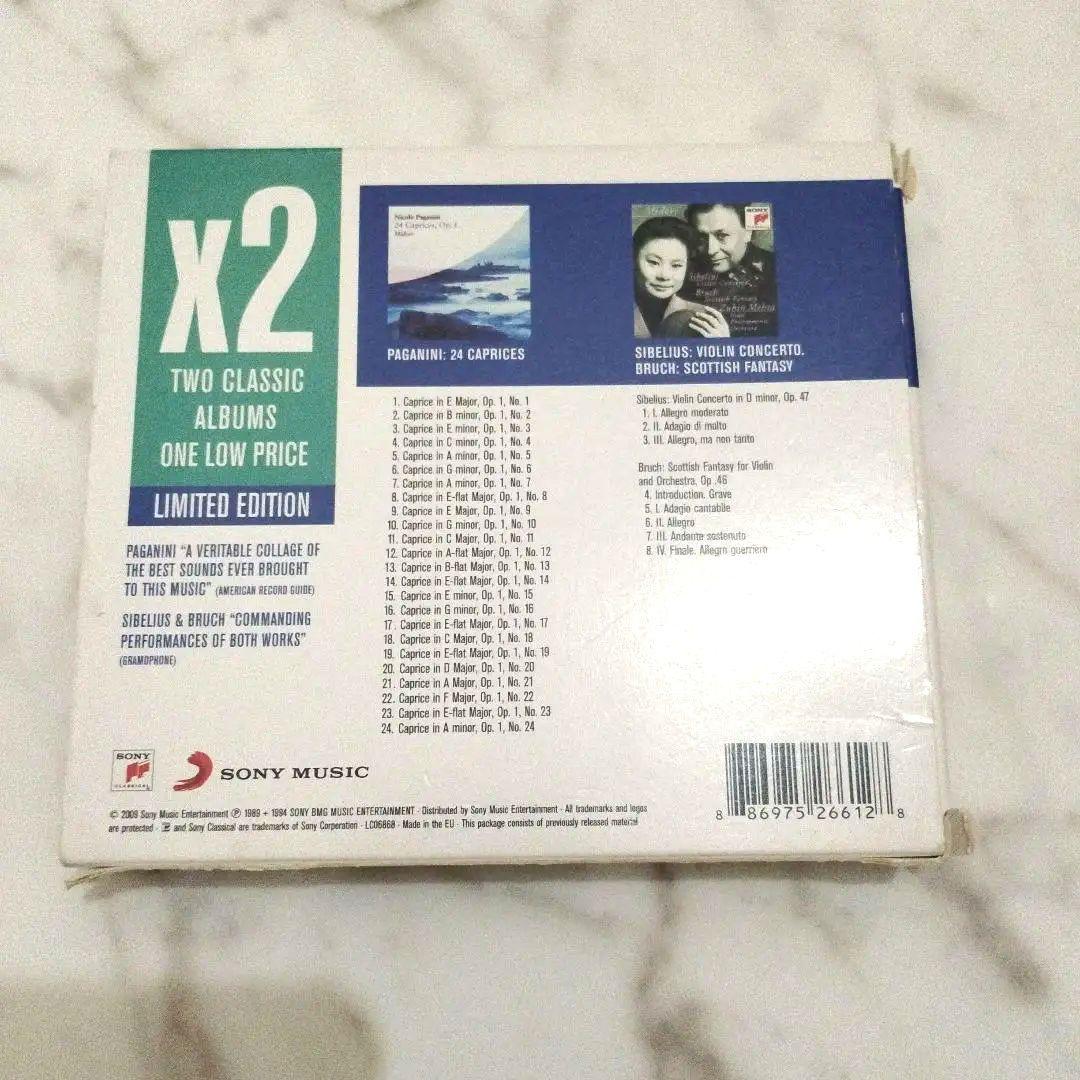 x2
TWO CLASSIC
ALBUMS
ONE LOW PRICE
LIMITED EDITION
PAGANINI “A VERITABLE COLLAGE OF
THE BEST SOUNDS EVER BROUGHT
TO THIS MUSIC” (AMERICAN RECORD GUIDE)
SIBELIUS & BRUCH “COMMANDING
PERFORMANCES OF BOTH WORKS”
(GRAMOPHONE)
Nicolo Paganini
24 Caprices, Op. 1
Midori
PAGANINI: 24 CAPRICES
1. Caprice in E Major, Op. 1, No. 1
2. Caprice in B minor, Op. 1, No. 2
3. Caprice in E minor, Op. 1, No. 3
4. Caprice in C minor, Op. 1, No. 4
5. Caprice in A minor, Op. 1, No. 5
6. Caprice in G minor, Op. 1, No. 6
7. Caprice in A minor, Op. 1, No. 7
8. Caprice in E-flat Major, Op. 1, No. 8
9. Caprice in E Major, Op. 1, No. 9
10. Caprice in G minor, Op. 1, No. 10
11. Caprice in C Major, Op. 1, No. 11
12. Caprice in A-flat Major, Op. 1, No. 12
13. Caprice in B-flat Major, Op. 1, No. 13
14. Caprice in E-flat Major, Op. 1, No. 14
15. Caprice in E minor, Op. 1, No. 15
16. Caprice in G minor, Op. 1, No. 16
17. Caprice in E-flat Major, Op. 1, No. 17
18. Caprice in C Major, Op. 1, No. 18
19. Caprice in E-flat Major, Op. 1, No. 19
20. Caprice in D Major, Op. 1, No. 20
21. Caprice in A Major, Op. 1, No. 21
22. Caprice in F Major, Op. 1, No. 22
23. Caprice in E-flat Major, Op. 1, No. 23
24. Caprice in A minor, Op. 1, No. 24
Midori
SONY
Sibelius
Violin Concerto
Bruch
Scottish Fantasy
Zubin Mehta
Israel
Philharmonic
Orchestra
SIBELIUS: VIOLIN CONCERTO.
BRUCH: SCOTTISH FANTASY
Sibelius: Violin Concerto in D minor, Op. 47
1. I. Allegro moderato
2. II. Adagio di molto
3. III. Allegro, ma non tanto
Bruch: Scottish Fantasy for Violin
and Orchestra, Op .46
4. Introduction. Grave
5. I. Adagio cantabile
6. II. Allegro
7. III. Andante sostenuto
8. IV. Finale. Allegro guerriero
SONY
CLASSICAL
SONY MUSIC
© 2009 Sony Music Entertainment ℗ 1989 + 1994 SONY BMG MUSIC ENTERTAINMENT · Distributed by Sony Music Entertainment · All trademarks and logos
are protected · and Sony Classical are trademarks of Sony Corporation · LC06868 · Made in the EU · This package consists of previously released material
8 86975 26612 8